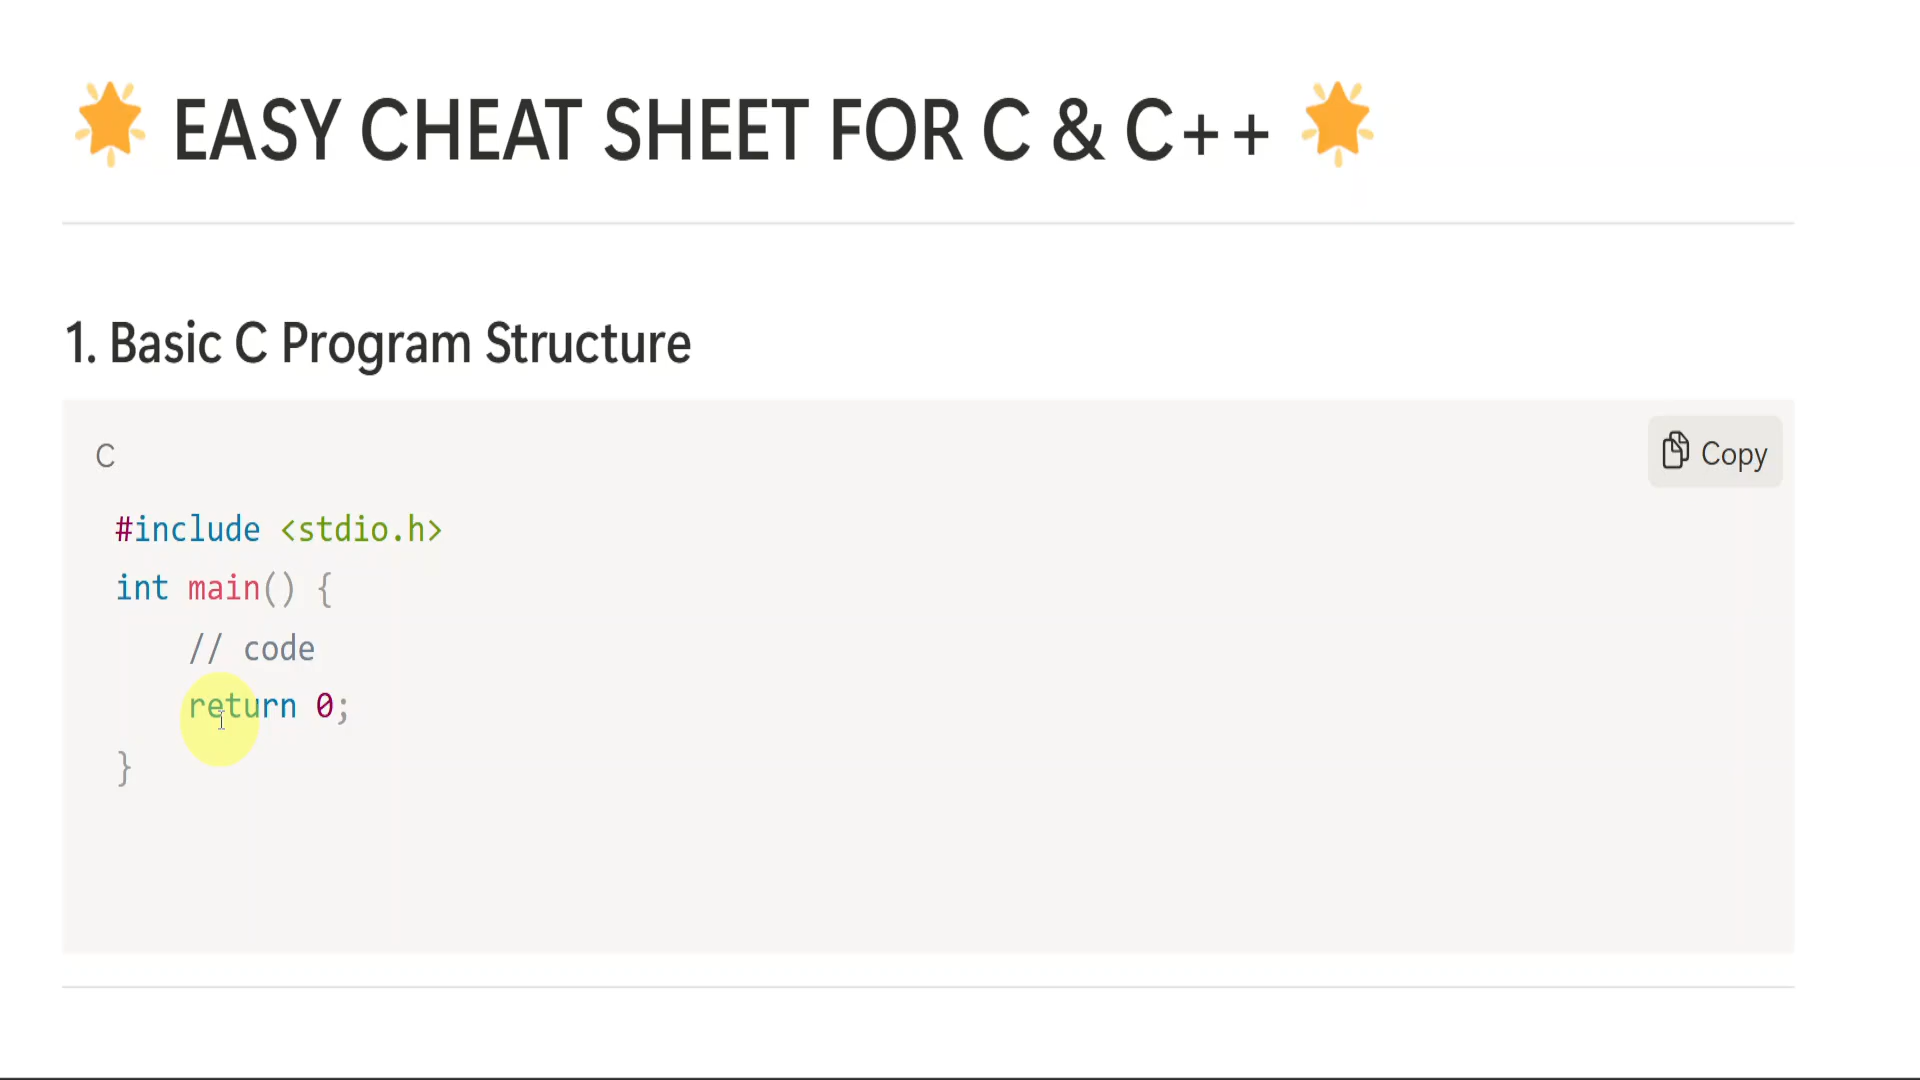 🌟 EASY CHEAT SHEET FOR C & C++ 🌟
1. Basic C Program Structure
C
Copy
#include <stdio.h>
int main() {
    // code
    return 0;
}